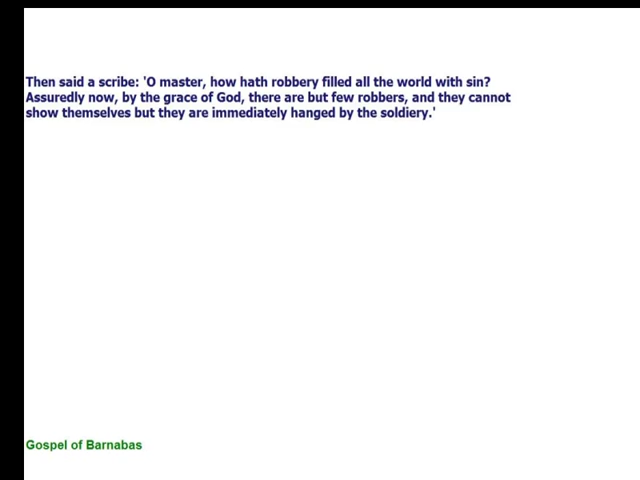 Then said a scribe: 'O master, how hath robbery filled all the world with sin?
Assuredly now, by the grace of God, there are but few robbers, and they cannot
show themselves but they are immediately hanged by the soldiery.'
Gospel of Barnabas